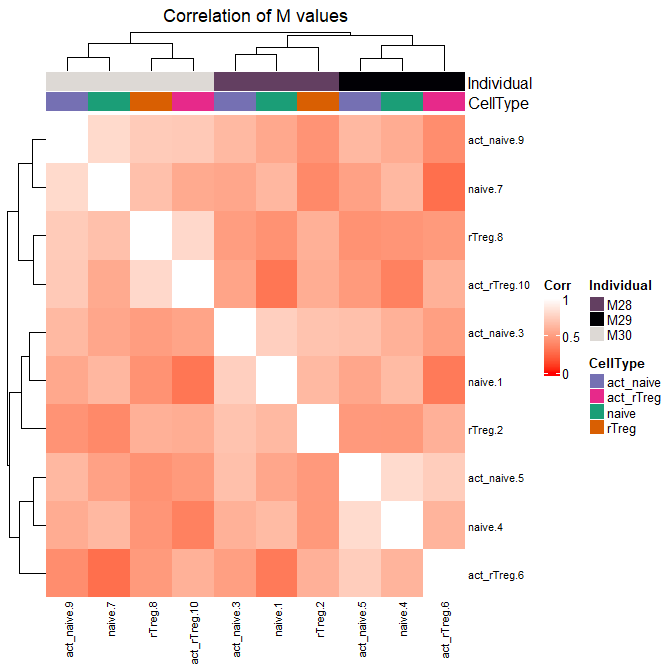 Correlation of M values
Individual
CellType
act_naive.9
naive.7
rTreg.8
act_rTreg.10
act_naive.3
naive.1
rTreg.2
act_naive.5
naive.4
act_rTreg.6
act_naive.9
naive.7
rTreg.8
act_rTreg.10
act_naive.3
naive.1
rTreg.2
act_naive.5
naive.4
act_rTreg.6
Corr
1
0.5
0
Individual
M28
M29
M30
CellType
act_naive
act_rTreg
naive
rTreg